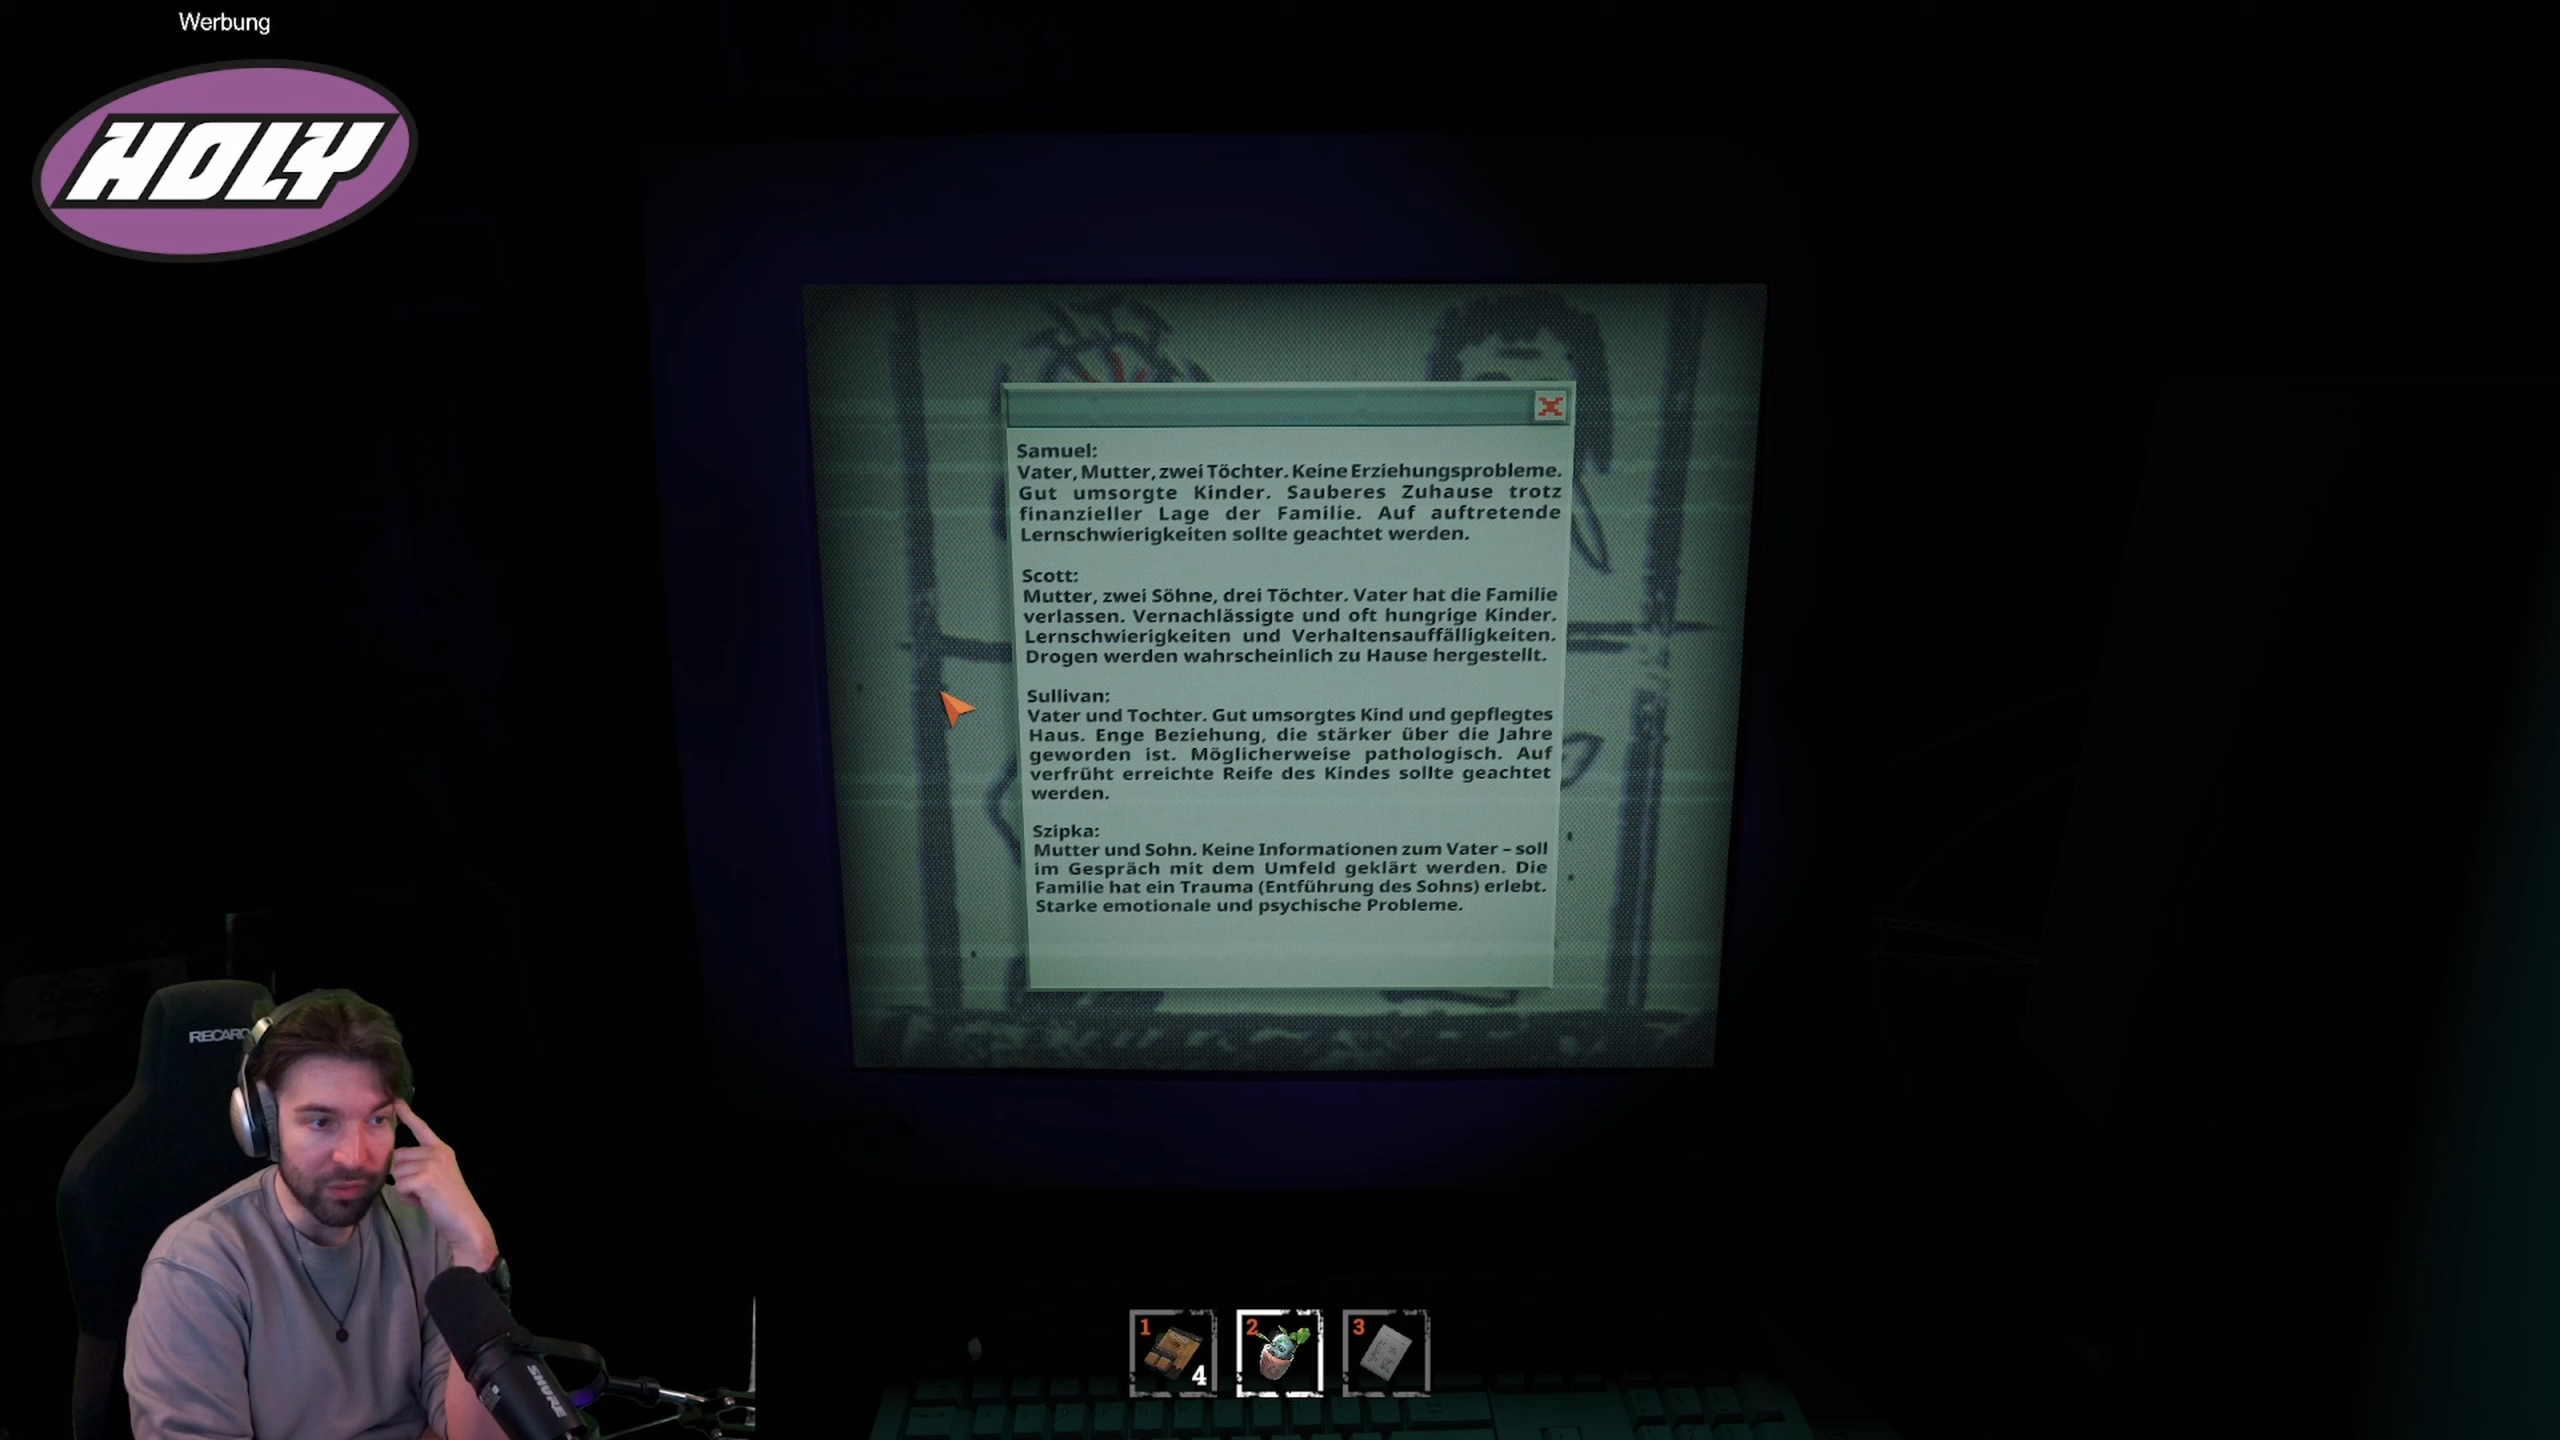 Werbung
HOLY
Samuel:
Vater, Mutter, zwei Töchter. Keine Erziehungsprobleme.
Gut umsorgte Kinder. Sauberes Zuhause trotz
finanzieller Lage der Familie. Auf auftretende
Lernschwierigkeiten sollte geachtet werden.
Scott:
Mutter, zwei Söhne, drei Töchter. Vater hat die Familie
verlassen. Vernachlässigte und oft hungrige Kinder.
Lernschwierigkeiten und Verhaltensauffälligkeiten.
Drogen werden wahrscheinlich zu Hause hergestellt.
Sullivan:
Vater und Tochter. Gut umsorgtes Kind und gepflegtes
Haus. Enge Beziehung, die stärker über die Jahre
geworden ist. Möglicherweise pathologisch. Auf
verfrüht erreichte Reife des Kindes sollte geachtet
werden.
Szipka:
Mutter und Sohn. Keine Informationen zum Vater – soll
im Gespräch mit dem Umfeld geklärt werden. Die
Familie hat ein Trauma (Entführung des Sohns) erlebt.
Starke emotionale und psychische Probleme.
RECARO
SHURE
1
4
2
3